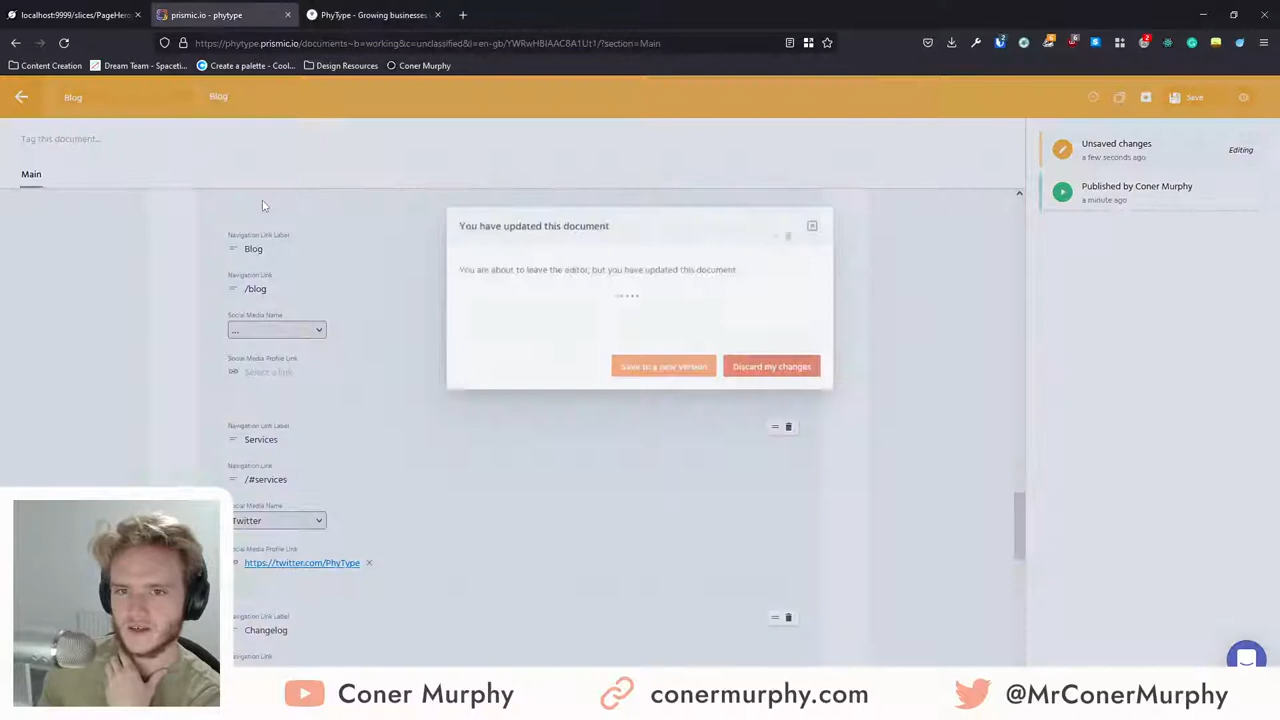 localhost:9999/slices/PageHero
prismic.io - phytype
PhyType - Growing businesses
https://phytype.prismic.io/documents~b=working&c=unclassified&l=en-gb/YWRwHBIAAC8A1Ut1/?section=Main
Content Creation
Dream Team - Spaceti...
Create a palette - Cool...
Design Resources
Coner Murphy
Blog
Blog
Save
Tag this document...
Main
Unsaved changes
a few seconds ago
Editing
Published by Coner Murphy
a minute ago
You have updated this document
You are about to leave the editor, but you have updated this document
Save to a new version
Discard my changes
Navigation Link Label
Blog
Navigation Link
/blog
Social Media Name
...
Social Media Profile Link
Select a link
Navigation Link Label
Services
Navigation Link
/#services
Social Media Name
Twitter
Social Media Profile Link
https://twitter.com/PhyType
Navigation Link Label
Changelog
Navigation Link
Coner Murphy
conermurphy.com
@MrConerMurphy